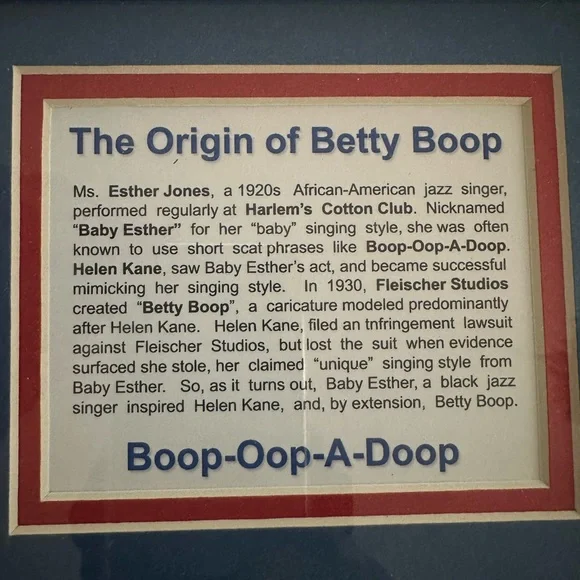 The Origin of Betty Boop
Ms. Esther Jones, a 1920s African-American jazz singer,
performed regularly at Harlem's Cotton Club. Nicknamed
"Baby Esther" for her "baby" singing style, she was often
known to use short scat phrases like Boop-Oop-A-Doop.
Helen Kane, saw Baby Esther's act, and became successful
mimicking her singing style. In 1930, Fleischer Studios
created "Betty Boop", a caricature modeled predominantly
after Helen Kane. Helen Kane, filed an tnfringement lawsuit
against Fleischer Studios, but lost the suit when evidence
surfaced she stole, her claimed "unique" singing style from
Baby Esther. So, as it turns out, Baby Esther, a black jazz
singer inspired Helen Kane, and, by extension, Betty Boop.
Boop-Oop-A-Doop